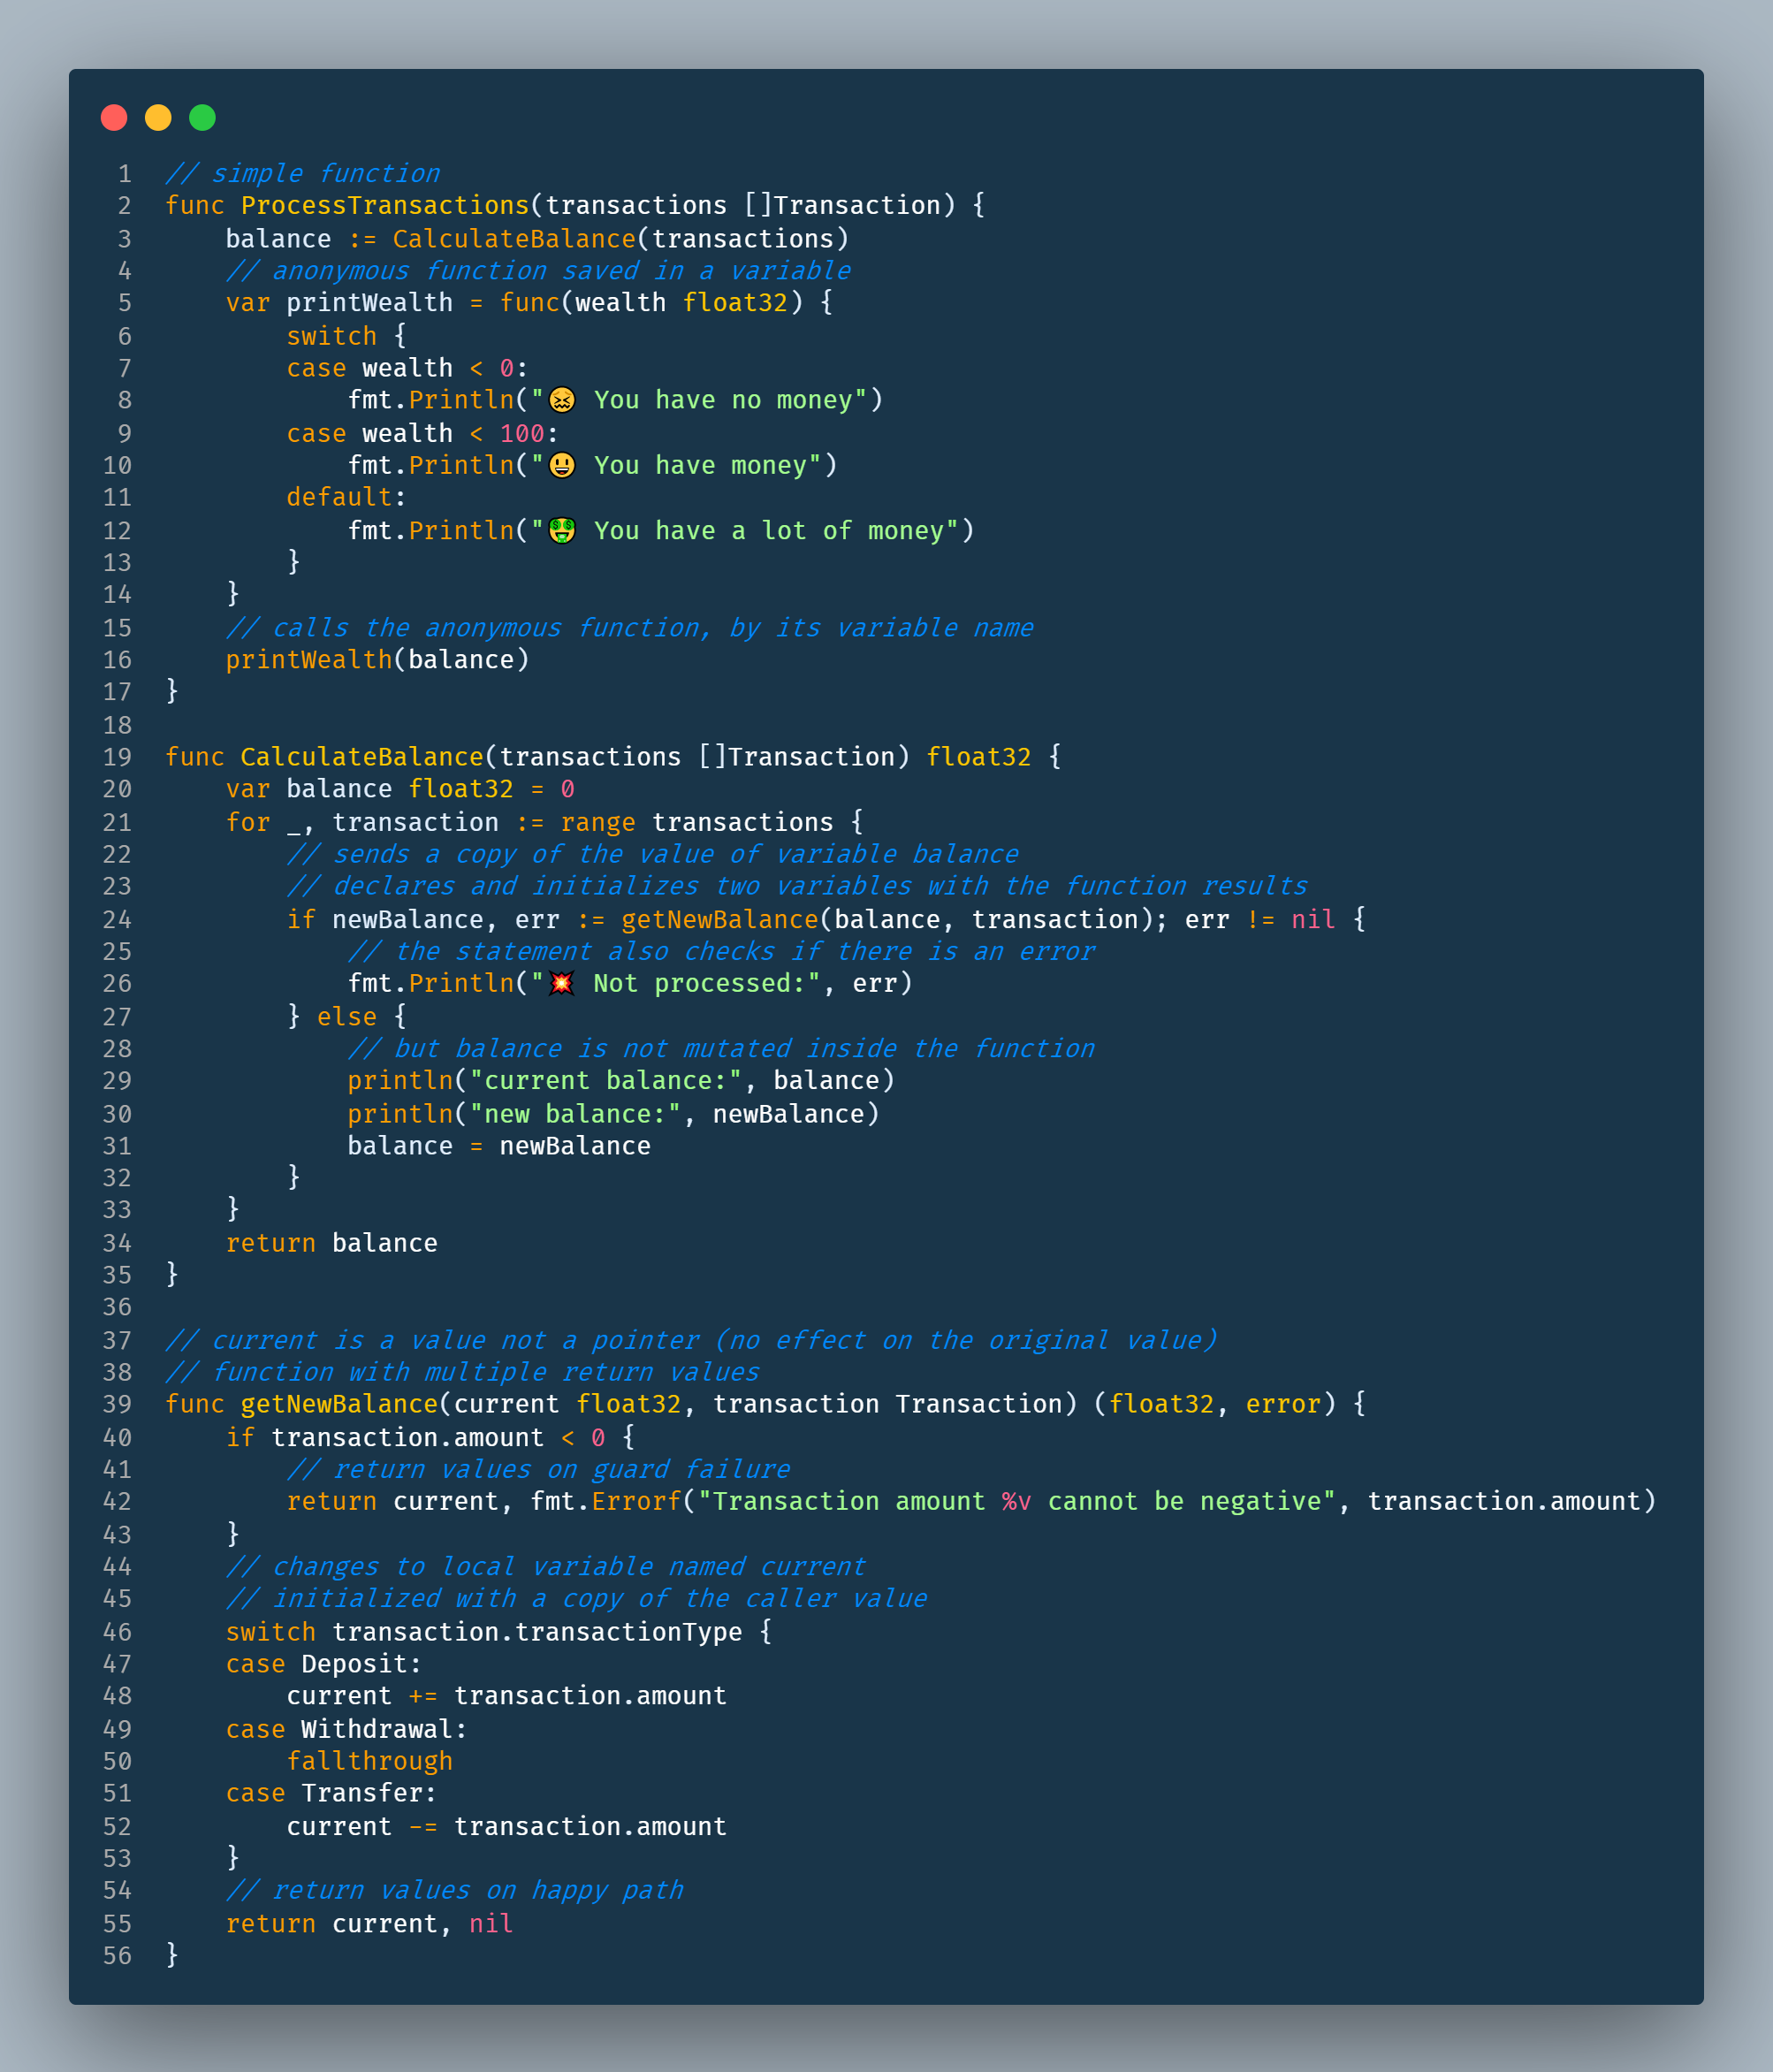 1 // simple function
2 func ProcessTransactions(transactions []Transaction) {
3     balance := CalculateBalance(transactions)
4     // anonymous function saved in a variable
5     var printWealth = func(wealth float32) {
6         switch {
7         case wealth < 0:
8             fmt.Println("😖 You have no money")
9         case wealth < 100:
10             fmt.Println("😀 You have money")
11         default:
12             fmt.Println("🤑 You have a lot of money")
13         }
14     }
15     // calls the anonymous function, by its variable name
16     printWealth(balance)
17 }
18
19 func CalculateBalance(transactions []Transaction) float32 {
20     var balance float32 = 0
21     for _, transaction := range transactions {
22         // sends a copy of the value of variable balance
23         // declares and initializes two variables with the function results
24         if newBalance, err := getNewBalance(balance, transaction); err != nil {
25             // the statement also checks if there is an error
26             fmt.Println("💥 Not processed:", err)
27         } else {
28             // but balance is not mutated inside the function
29             println("current balance:", balance)
30             println("new balance:", newBalance)
31             balance = newBalance
32         }
33     }
34     return balance
35 }
36
37 // current is a value not a pointer (no effect on the original value)
38 // function with multiple return values
39 func getNewBalance(current float32, transaction Transaction) (float32, error) {
40     if transaction.amount < 0 {
41         // return values on guard failure
42         return current, fmt.Errorf("Transaction amount %v cannot be negative", transaction.amount)
43     }
44     // changes to local variable named current
45     // initialized with a copy of the caller value
46     switch transaction.transactionType {
47     case Deposit:
48         current += transaction.amount
49     case Withdrawal:
50         fallthrough
51     case Transfer:
52         current -= transaction.amount
53     }
54     // return values on happy path
55     return current, nil
56 }